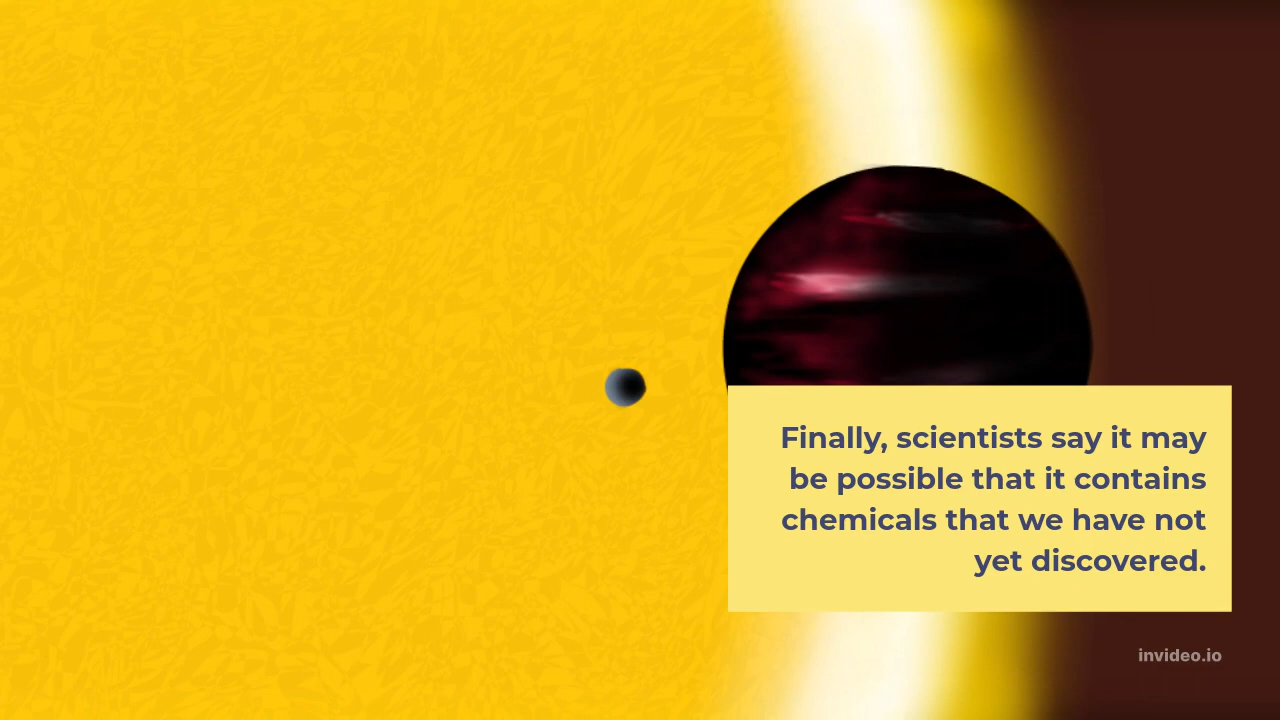 Finally, scientists say it may
be possible that it contains
chemicals that we have not
yet discovered.
invideo.io